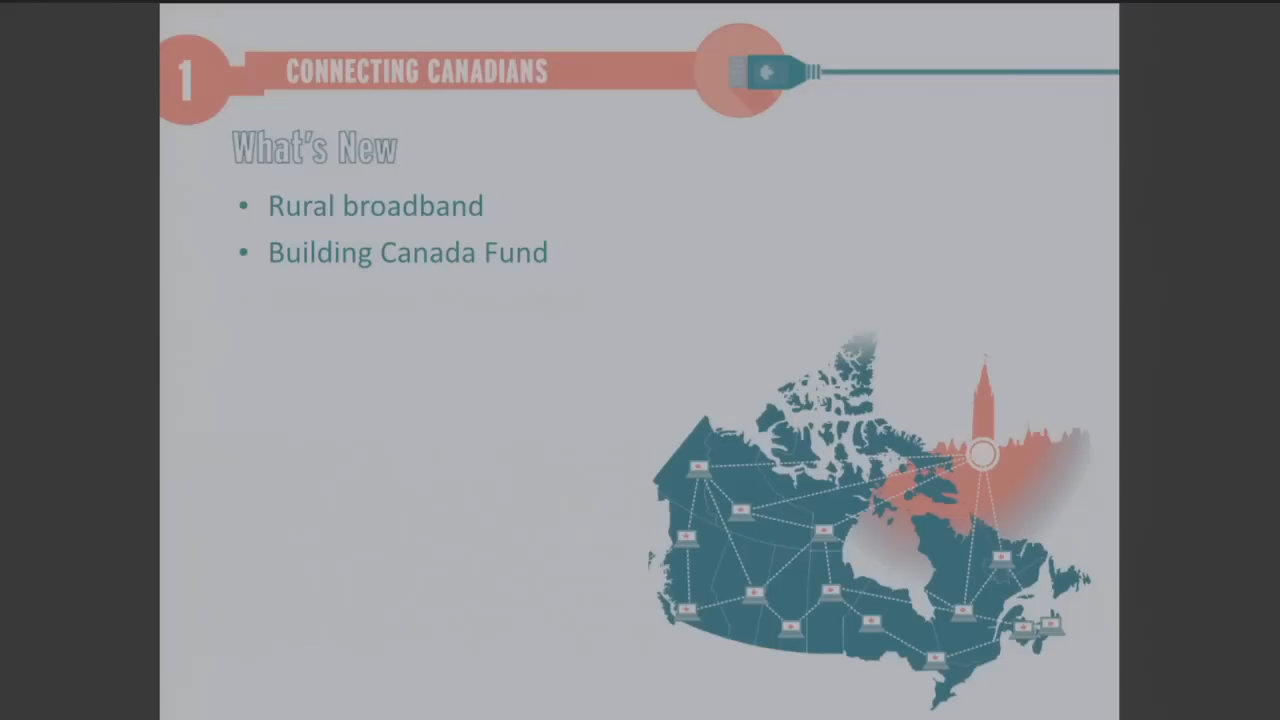 1
CONNECTING CANADIANS
What's New
• Rural broadband
• Building Canada Fund